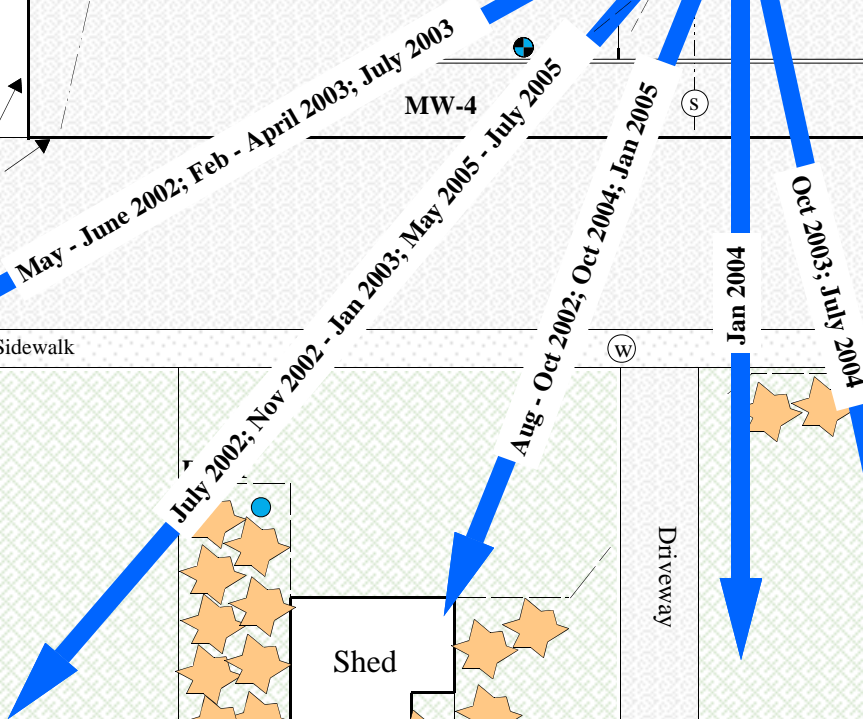 May - June 2002; Feb - April 2003; July 2003
MW-4
July 2002; Nov 2002 - Jan 2003; May 2005 - July 2005
Aug - Oct 2002; Oct 2004; Jan 2005
S
Jan 2004
Oct 2003; July 2004
Sidewalk
W
Driveway
Shed